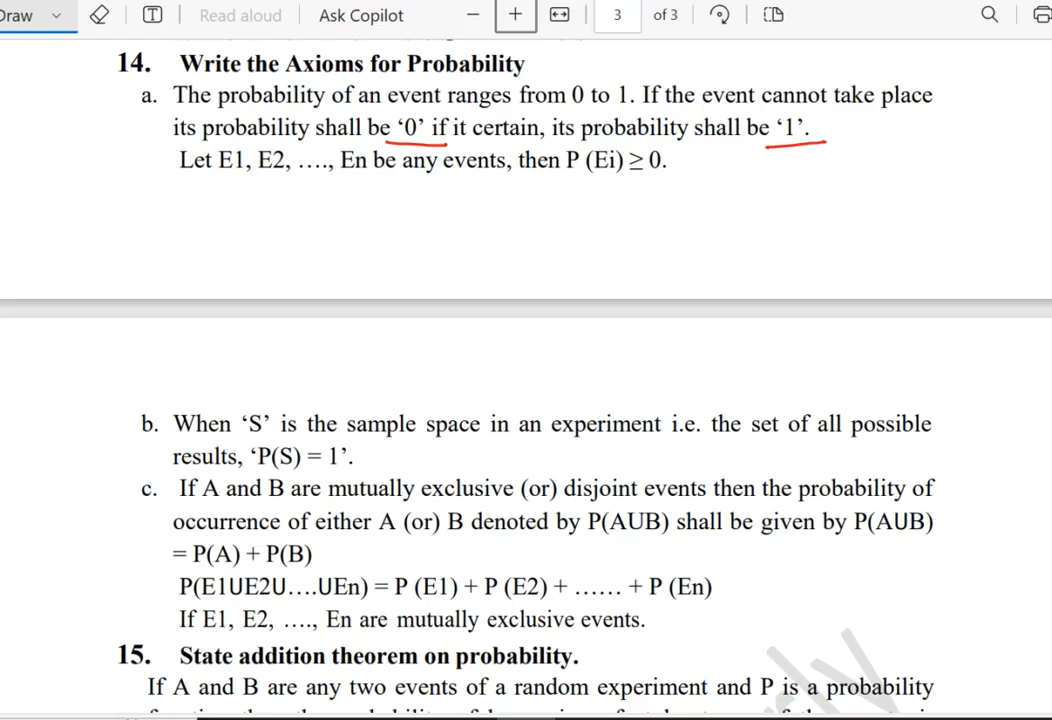 Draw
Read aloud
Ask Copilot
3 of 3
14. Write the Axioms for Probability
a. The probability of an event ranges from 0 to 1. If the event cannot take place
its probability shall be ‘0’ if it certain, its probability shall be ‘1’.
Let E1, E2, …., En be any events, then P (Ei) ≥ 0.
b. When ‘S’ is the sample space in an experiment i.e. the set of all possible
results, ‘P(S) = 1’.
c. If A and B are mutually exclusive (or) disjoint events then the probability of
occurrence of either A (or) B denoted by P(AUB) shall be given by P(AUB)
= P(A) + P(B)
P(E1UE2U….UEn) = P (E1) + P (E2) + …… + P (En)
If E1, E2, …., En are mutually exclusive events.
15. State addition theorem on probability.
If A and B are any two events of a random experiment and P is a probability